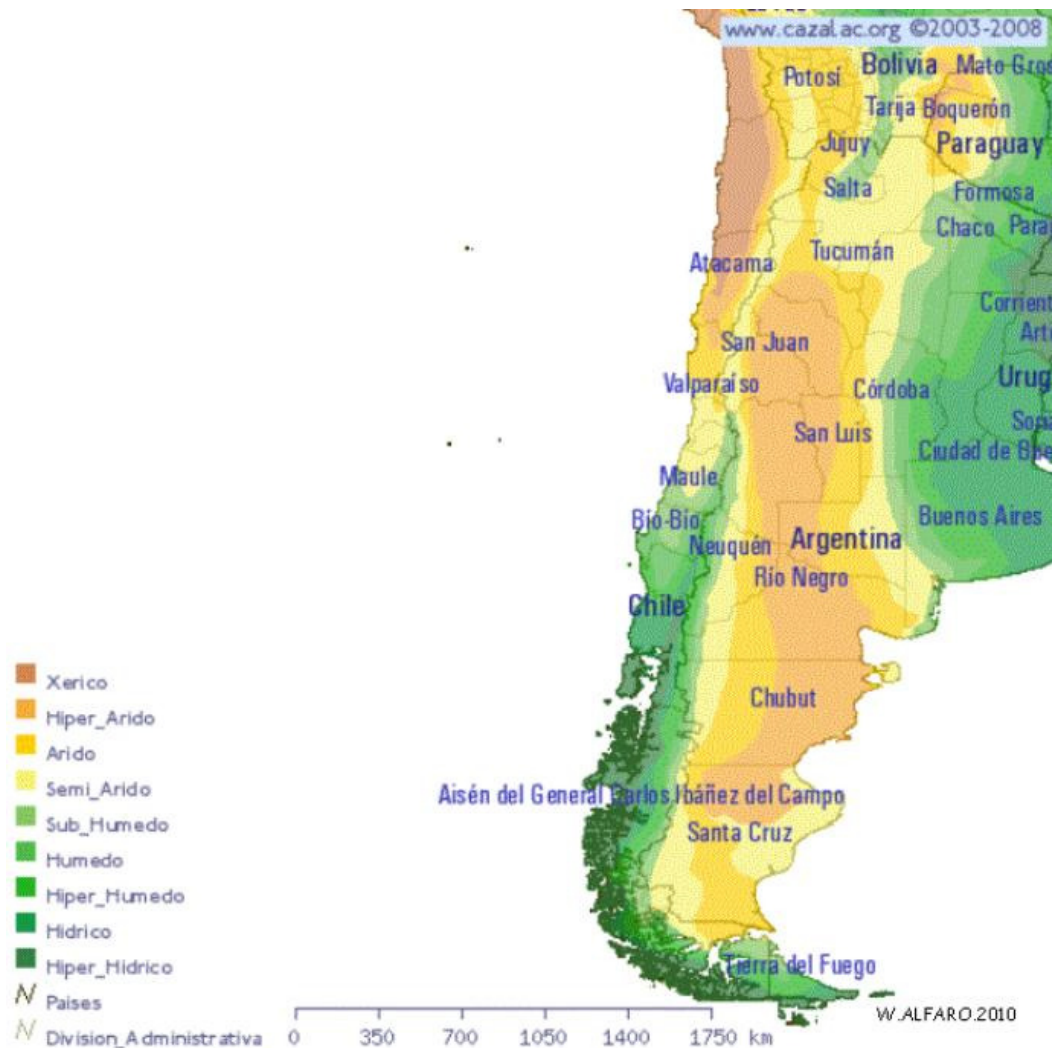 www.cazalac.org ©2003-2008
Potosí
Bolivia
Mato Gros
Tarija
Boquerón
Jujuy
Paraguay
Salta
Formosa
Chaco
Para
Tucumán
Atacama
Corrient
Art
San Juan
Urug
Valparaíso
Córdoba
San Luis
Ciudad de Bue
Maule
Bío-Bío
Buenos Aires
Neuquén
Argentina
Río Negro
Chile
Chubut
Aisén del General Carlos Ibáñez del Campo
Santa Cruz
Tierra del Fuego
Xerico
Hiper_Arido
Arido
Semi_Arido
Sub_Humedo
Humedo
Hiper_Humedo
Hidrico
Hiper_Hidrico
Paises
Division_Administrativa
0 350 700 1050 1400 1750 km
W.ALFARO.2010